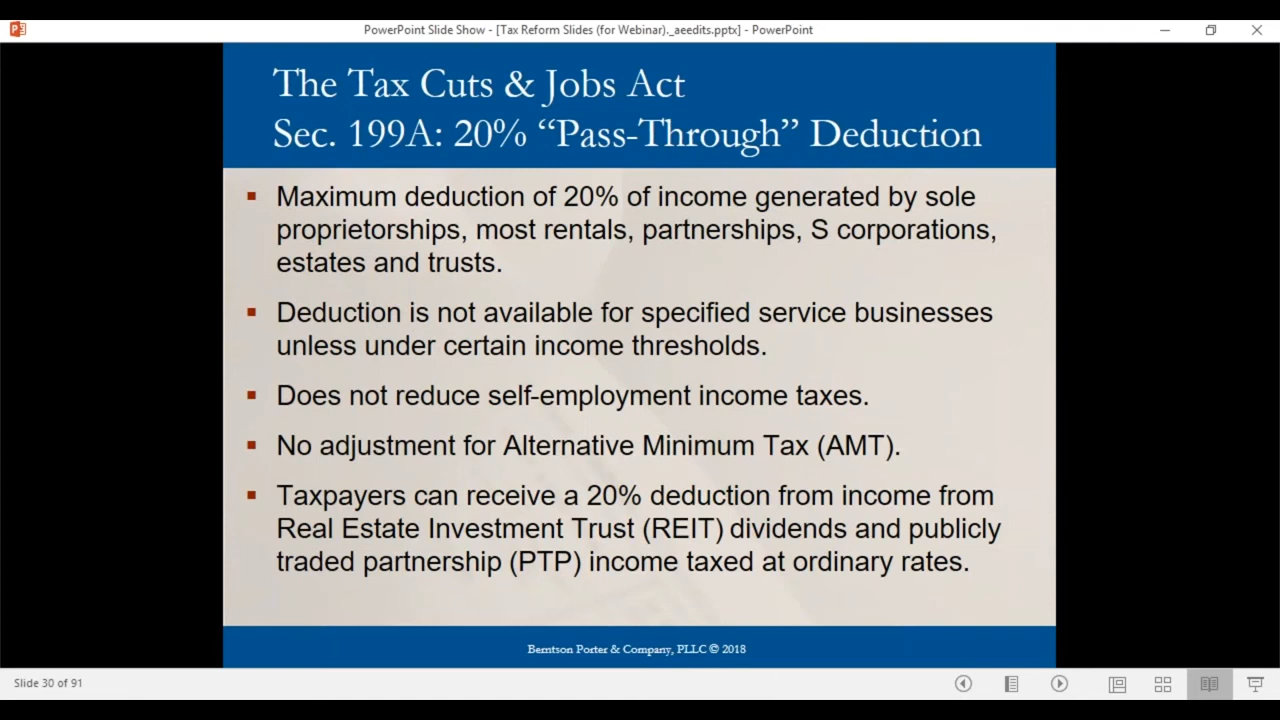 PowerPoint Slide Show - [Tax Reform Slides (for Webinar)._aeedits.pptx] - PowerPoint
The Tax Cuts & Jobs Act
Sec. 199A: 20% “Pass-Through” Deduction
▪ Maximum deduction of 20% of income generated by sole
proprietorships, most rentals, partnerships, S corporations,
estates and trusts.
▪ Deduction is not available for specified service businesses
unless under certain income thresholds.
▪ Does not reduce self-employment income taxes.
▪ No adjustment for Alternative Minimum Tax (AMT).
▪ Taxpayers can receive a 20% deduction from income from
Real Estate Investment Trust (REIT) dividends and publicly
traded partnership (PTP) income taxed at ordinary rates.
Berntson Porter & Company, PLLC © 2018
Slide 30 of 91